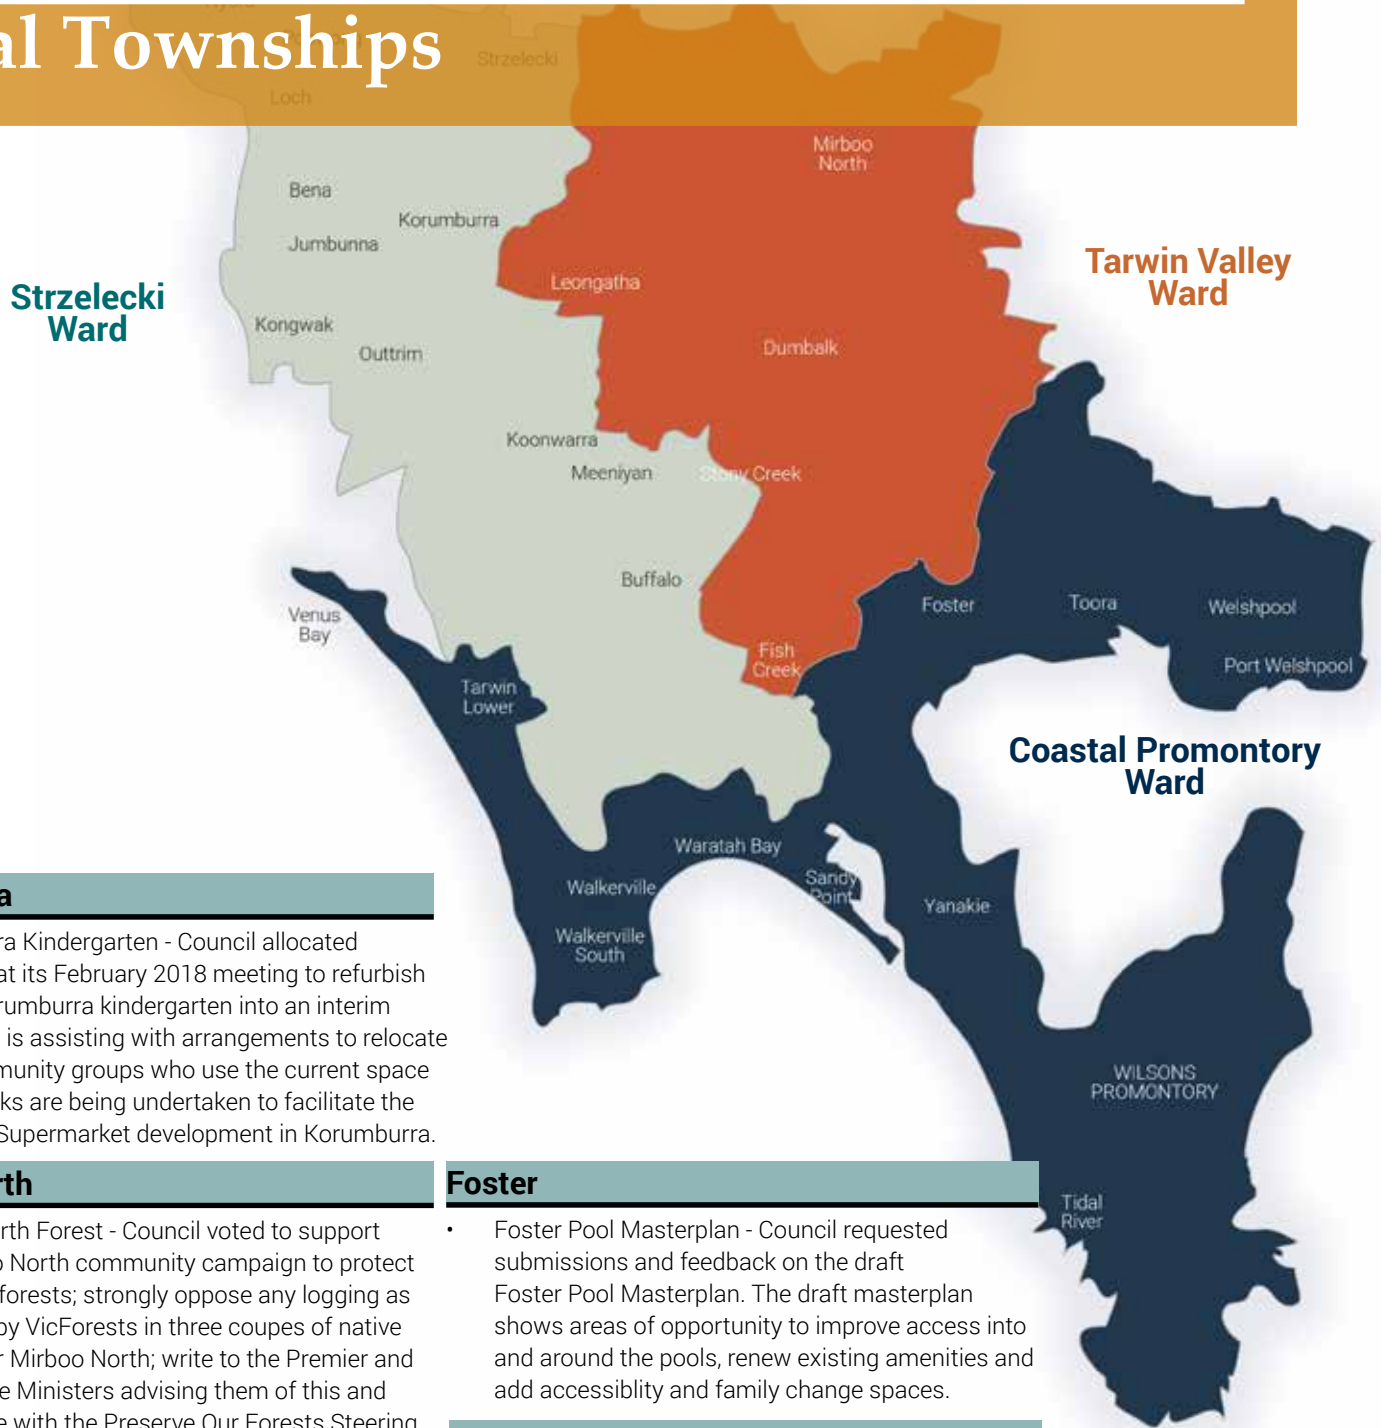 al Townships
Nyora
Strzelecki
Loch
Mirboo
North
Bena
Korumburra
Jumbunna
Tarwin Valley
Ward
Leongatha
Strzelecki
Ward
Kongwak
Outtrim
Dumbalk
Koonwarra
Meeniyan
Stony Creek
Buffalo
Venus
Bay
Foster
Toora
Welshpool
Fish
Creek
Port Welshpool
Tarwin
Lower
Coastal Promontory
Ward
Waratah Bay
Walkerville
Sandy
Point
Yanakie
Walkerville
South
WILSONS
PROMONTORY
Tidal
River
a
ra Kindergarten - Council allocated
at its February 2018 meeting to refurbish
rumburra kindergarten into an interim
is assisting with arrangements to relocate
munity groups who use the current space
ks are being undertaken to facilitate the
Supermarket development in Korumburra.
rth
rth Forest - Council voted to support
o North community campaign to protect
forests; strongly oppose any logging as
by VicForests in three coupes of native
r Mirboo North; write to the Premier and
e Ministers advising them of this and
e with the Preserve Our Forests Steering
Foster
• Foster Pool Masterplan - Council requested
submissions and feedback on the draft
Foster Pool Masterplan. The draft masterplan
shows areas of opportunity to improve access into
and around the pools, renew existing amenities and
add accessiblity and family change spaces.